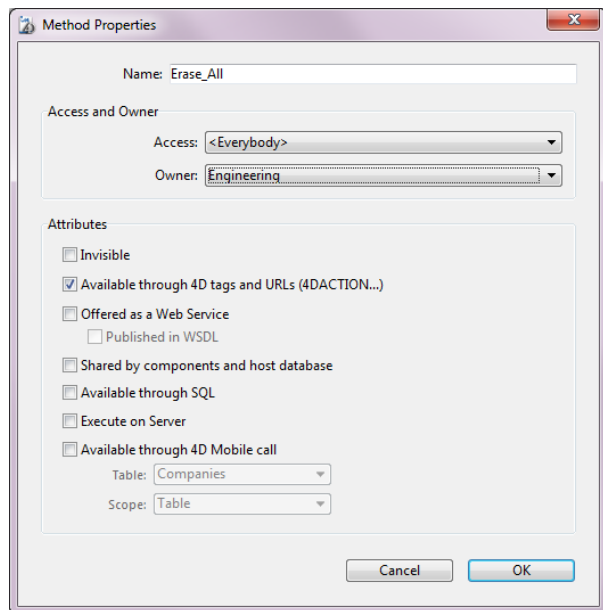 Method Properties
Name: Erase_All
Access and Owner
Access: <Everybody>
Owner: Engineering
Attributes
Invisible
Available through 4D tags and URLs (4DACTION...)
Offered as a Web Service
Published in WSDL
Shared by components and host database
Available through SQL
Execute on Server
Available through 4D Mobile call
Table: Companies
Scope: Table
Cancel OK